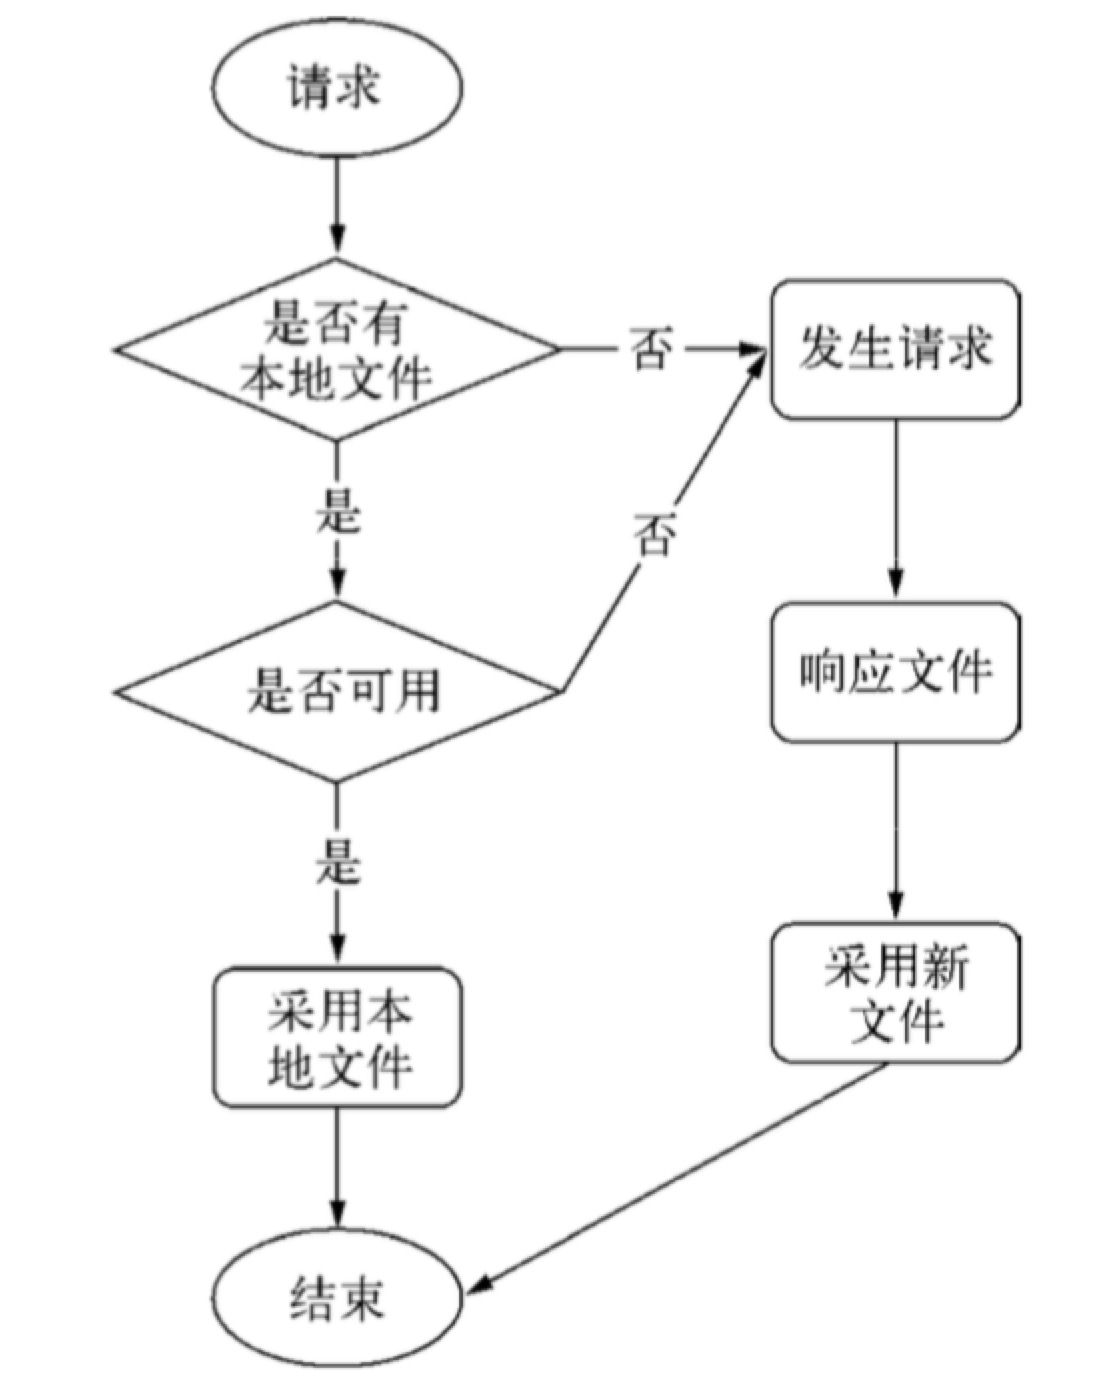 请求
是否有
本地文件
否
发生请求
是
否
是否可用
响应文件
是
采用本
地文件
采用新
文件
结束